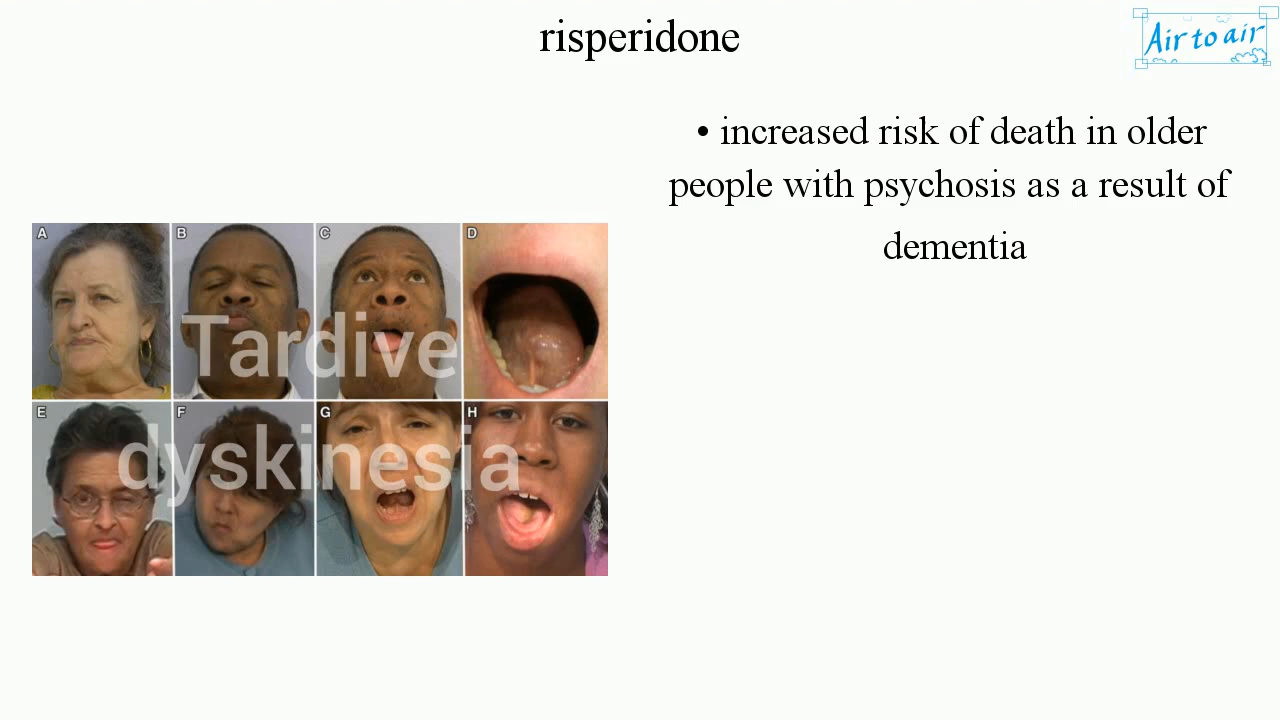 risperidone
Air to air
• increased risk of death in older
people with psychosis as a result of
dementia
A
B
C
D
Tardive
E
F
G
H
dyskinesia